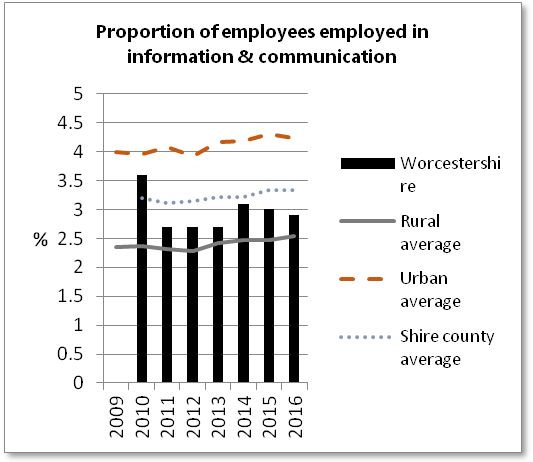 Proportion of employees employed in
information & communication
5
4.5
4
3.5
3
2.5
2
1.5
1
0.5
0
%
2009
2010
2011
2012
2013
2014
2015
2016
Worcestershi
re
Rural
average
Urban
average
Shire county
average